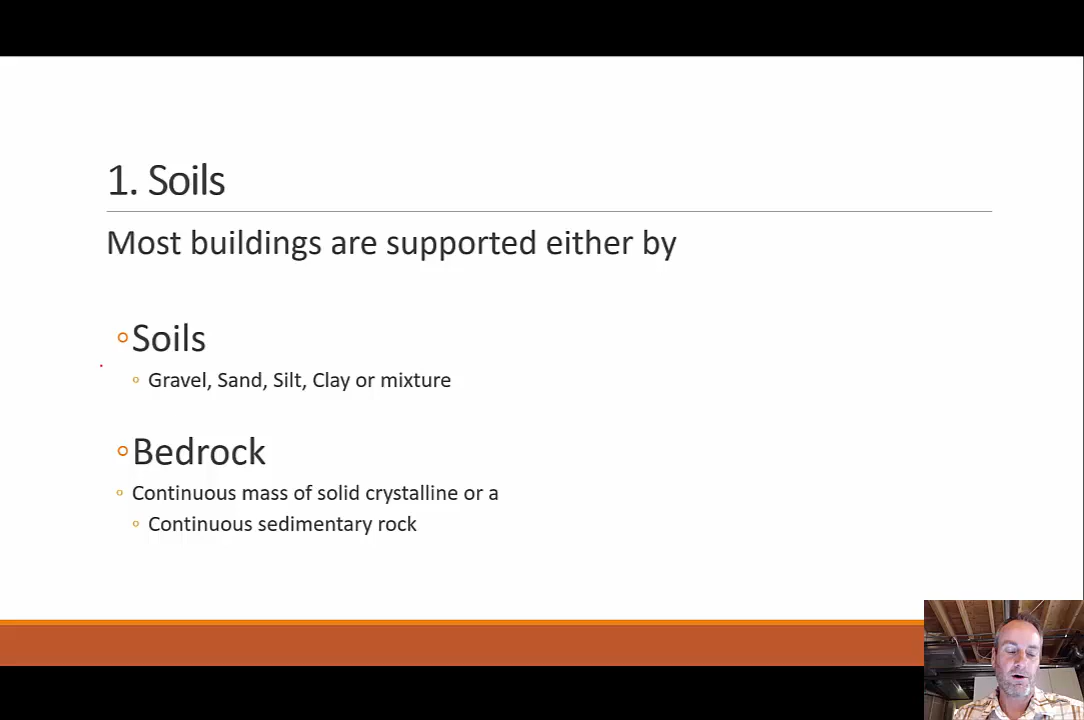 1. Soils
Most buildings are supported either by
Soils
Gravel, Sand, Silt, Clay or mixture
Bedrock
Continuous mass of solid crystalline or a
Continuous sedimentary rock